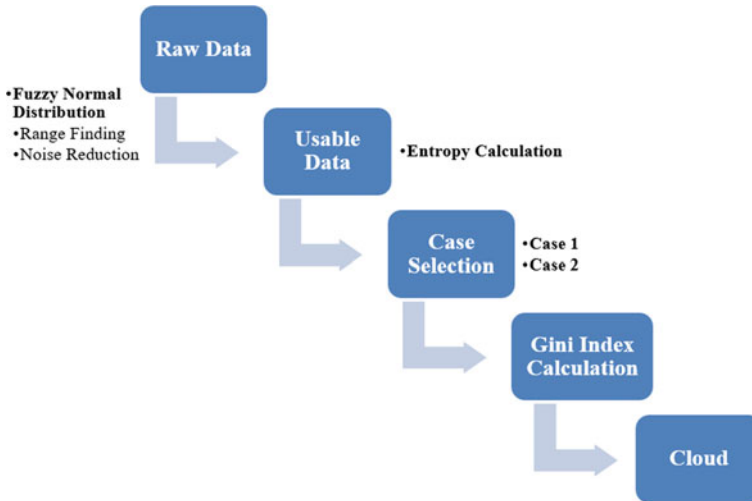 Raw Data
•Fuzzy Normal
Distribution
•Range Finding
•Noise Reduction
Usable
Data
•Entropy Calculation
Case
Selection
•Case 1
•Case 2
Gini Index
Calculation
Cloud